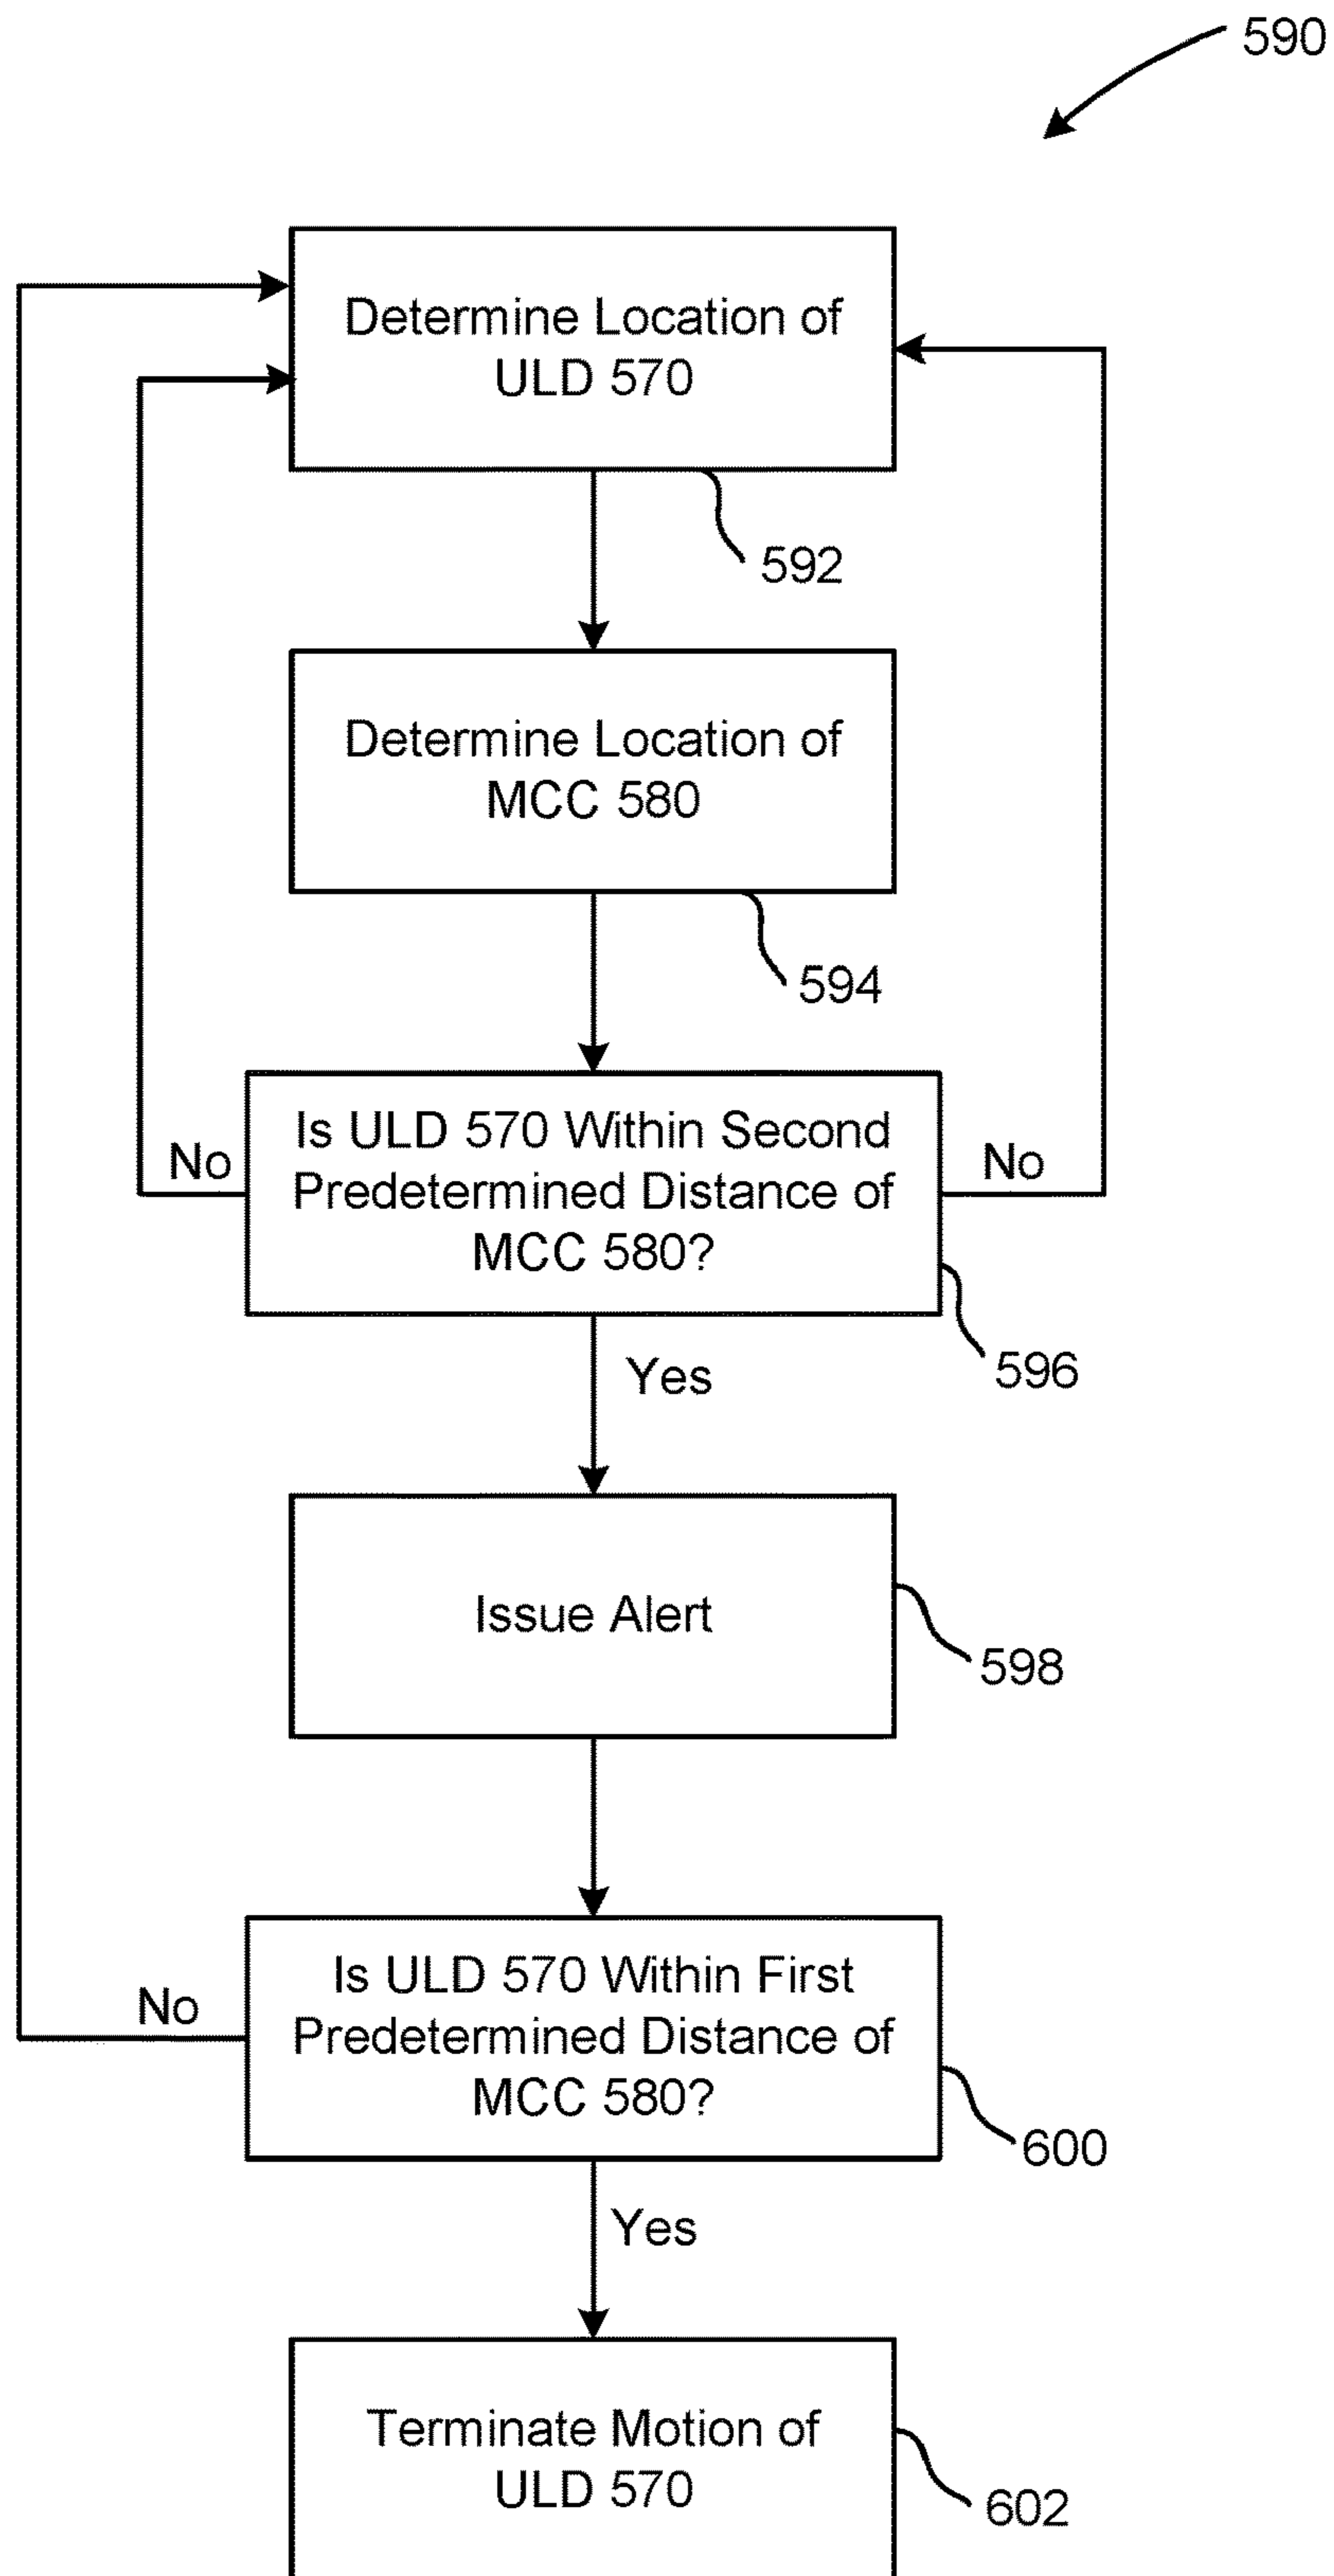 590
Determine Location of
ULD 570
592
Determine Location of
MCC 580
594
Is ULD 570 Within Second
Predetermined Distance of
MCC 580?
No
No
596
Yes
Issue Alert
598
Is ULD 570 Within First
Predetermined Distance of
MCC 580?
No
600
Yes
Terminate Motion of
ULD 570
602